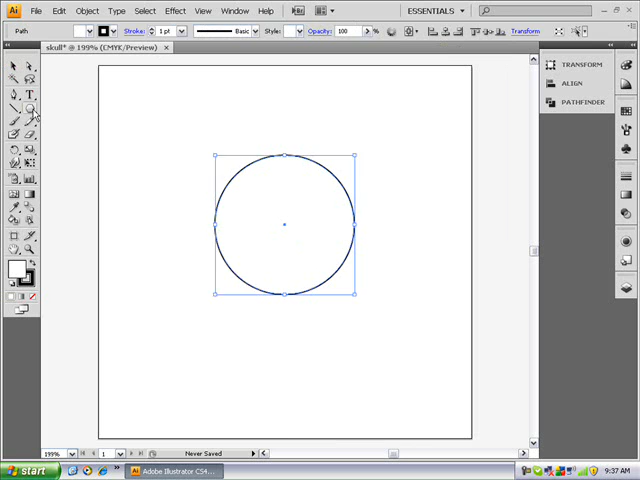 Ai File Edit Object Type Select Effect View Window Help Br ESSENTIALS
Path Stroke: 1 pt Basic Style: Opacity: 100 Transform
skull* @ 199% (CMYK/Preview)
T
TRANSFORM
ALIGN
PATHFINDER
199% 1 Never Saved
start Ai Adobe Illustrator CS4... 9:37 AM